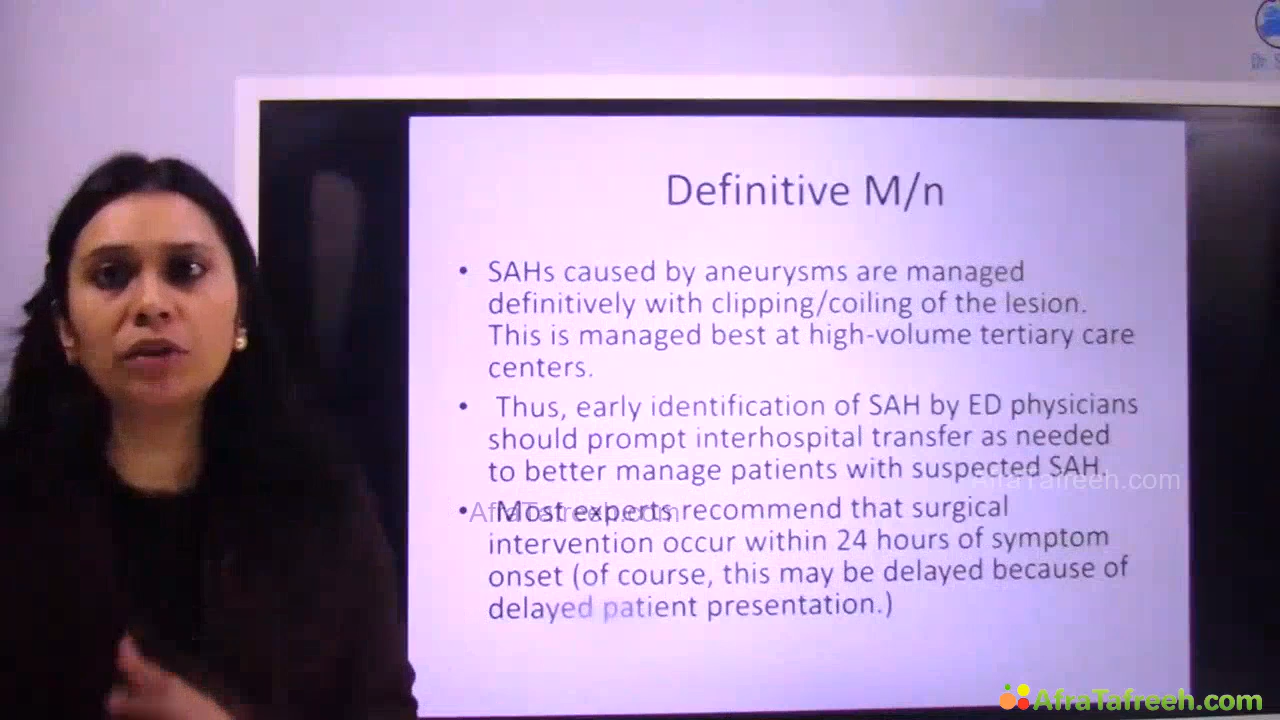 Dr S
Definitive M/n
• SAHs caused by aneurysms are managed
definitively with clipping/coiling of the lesion.
This is managed best at high-volume tertiary care
centers.
• Thus, early identification of SAH by ED physicians
should prompt interhospital transfer as needed
to better manage patients with suspected SAH.
AfraTafreeh.com
• Most experts recommend that surgical
AfraTafreeh.com
intervention occur within 24 hours of symptom
onset (of course, this may be delayed because of
delayed patient presentation.)
AfraTafreeh.com